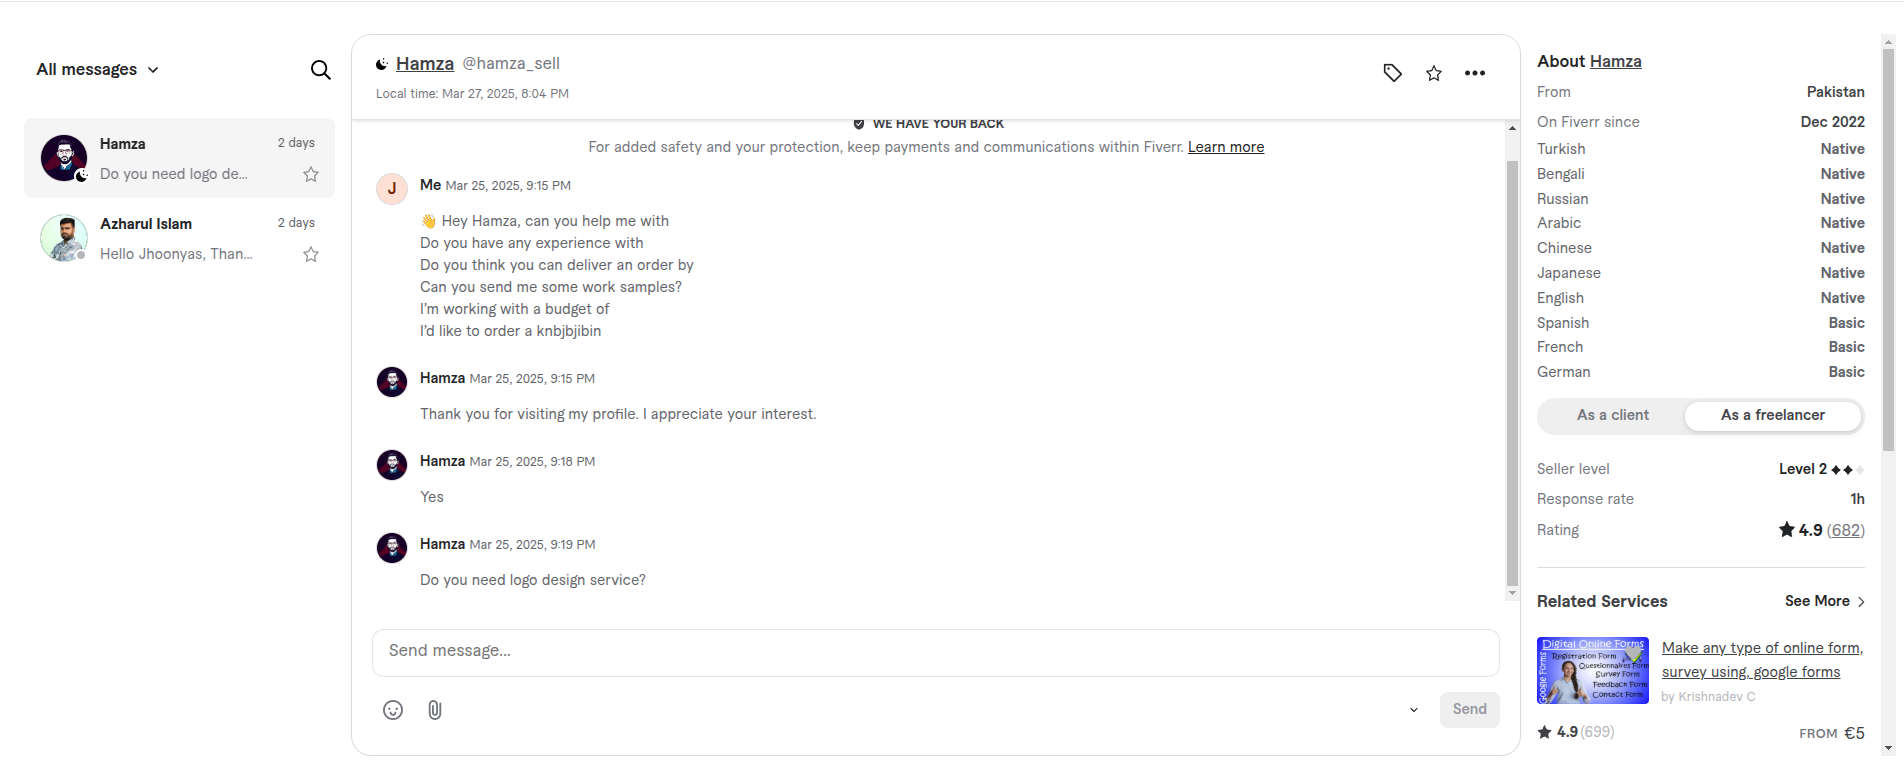 All messages
Hamza
2 days
Do you need logo de...
Azharul Islam
2 days
Hello Jhoonyas, Than...
Hamza @hamza_sell
Local time: Mar 27, 2025, 8:04 PM
WE HAVE YOUR BACK
For added safety and your protection, keep payments and communications within Fiverr. Learn more
J
Me Mar 25, 2025, 9:15 PM
👋 Hey Hamza, can you help me with
Do you have any experience with
Do you think you can deliver an order by
Can you send me some work samples?
I'm working with a budget of
I'd like to order a knbjbjibin
Hamza Mar 25, 2025, 9:15 PM
Thank you for visiting my profile. I appreciate your interest.
Hamza Mar 25, 2025, 9:18 PM
Yes
Hamza Mar 25, 2025, 9:19 PM
Do you need logo design service?
Send message...
Send
About Hamza
From Pakistan
On Fiverr since Dec 2022
Turkish Native
Bengali Native
Russian Native
Arabic Native
Chinese Native
Japanese Native
English Native
Spanish Basic
French Basic
German Basic
As a client As a freelancer
Seller level Level 2
Response rate 1h
Rating 4.9 (682)
Related Services See More
Digital Online Forms
Google Forms
Registration Form
Questionnaires Form
Survey Form
Feedback Form
Contact Form
Make any type of online form,
survey using, google forms
by Krishnadev C
4.9 (699)
FROM €5